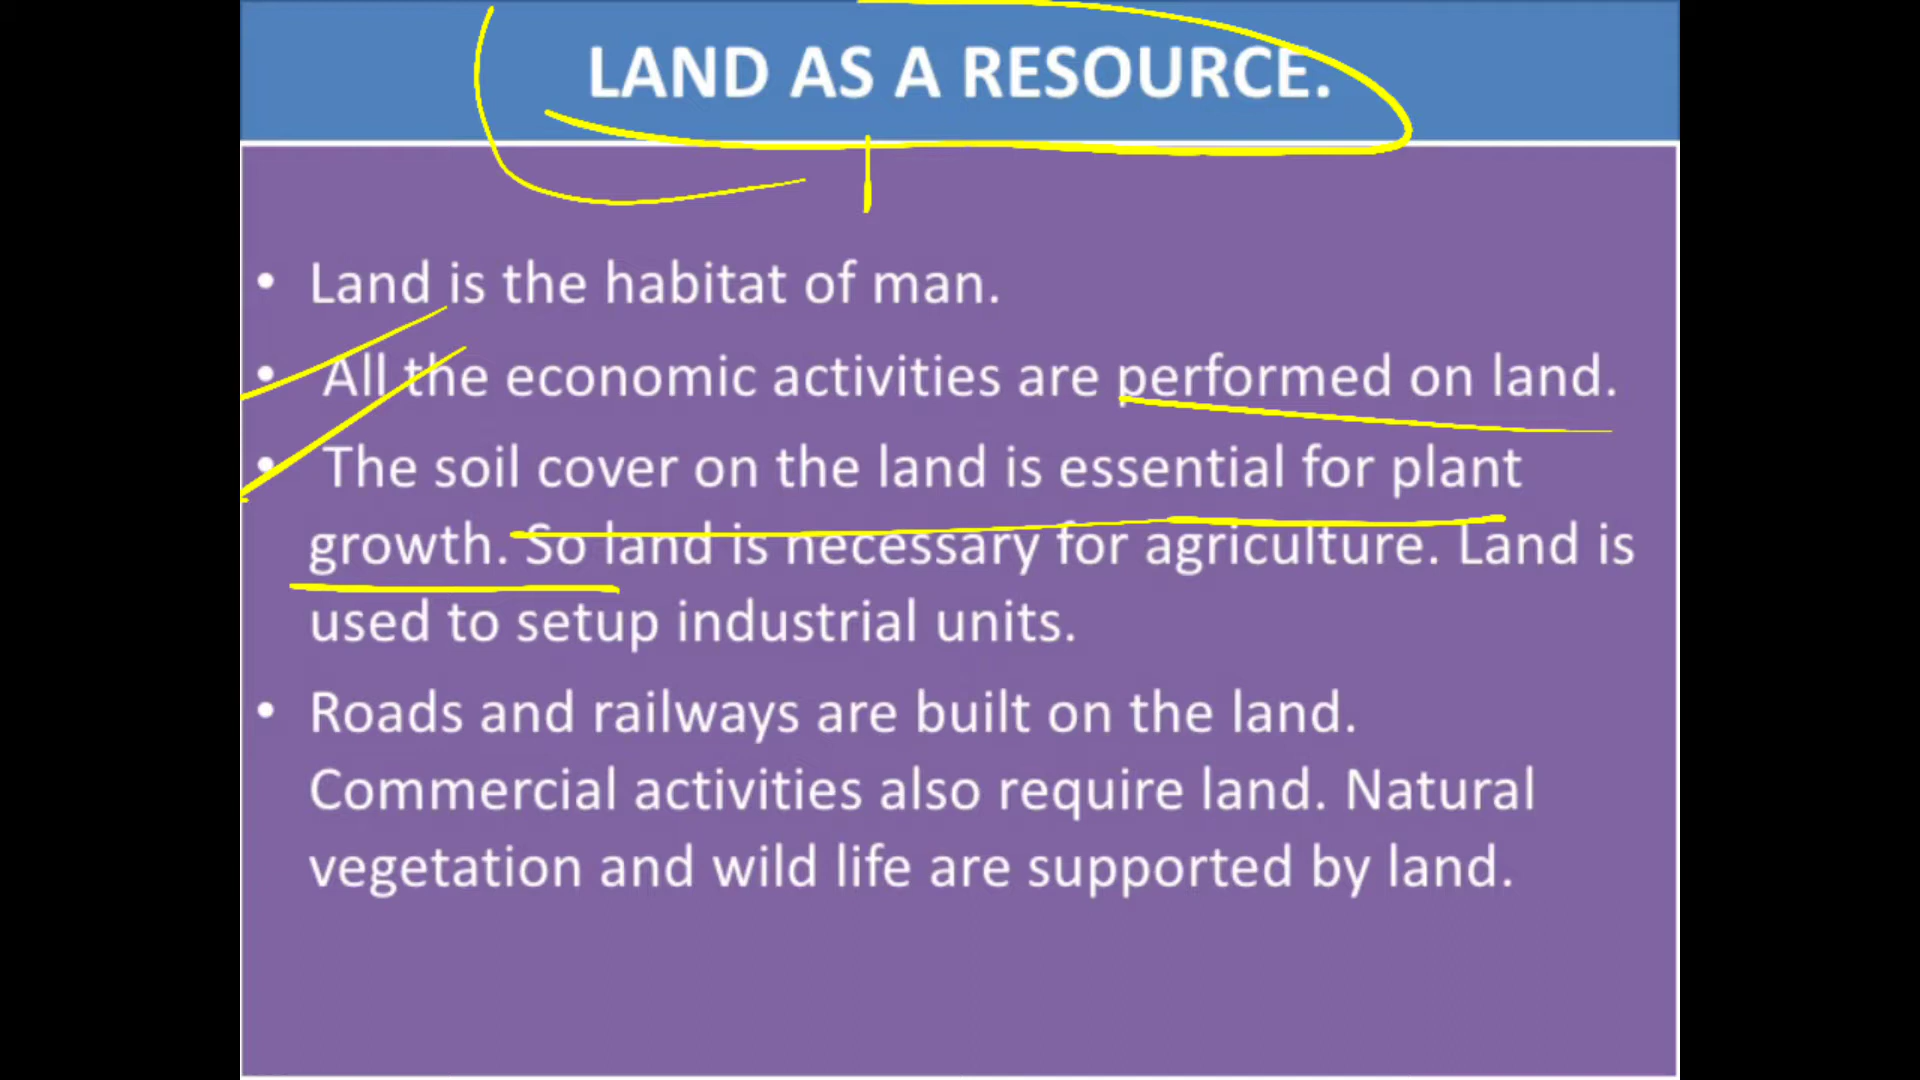 LAND AS A RESOURCE.
• Land is the habitat of man.
• All the economic activities are performed on land.
• The soil cover on the land is essential for plant
growth. So land is necessary for agriculture. Land is
used to setup industrial units.
• Roads and railways are built on the land.
Commercial activities also require land. Natural
vegetation and wild life are supported by land.